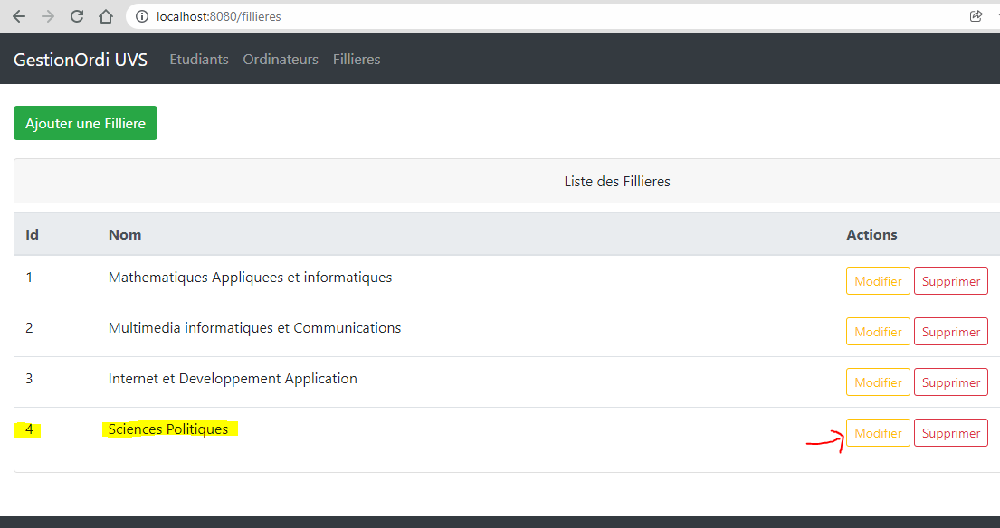 localhost:8080/fillieres
GestionOrdi UVS Etudiants Ordinateurs Fillieres
Ajouter une Filliere
Liste des Fillieres
Id Nom Actions
1 Mathematiques Appliquees et informatiques Modifier Supprimer
2 Multimedia informatiques et Communications Modifier Supprimer
3 Internet et Developpement Application Modifier Supprimer
4 Sciences Politiques Modifier Supprimer